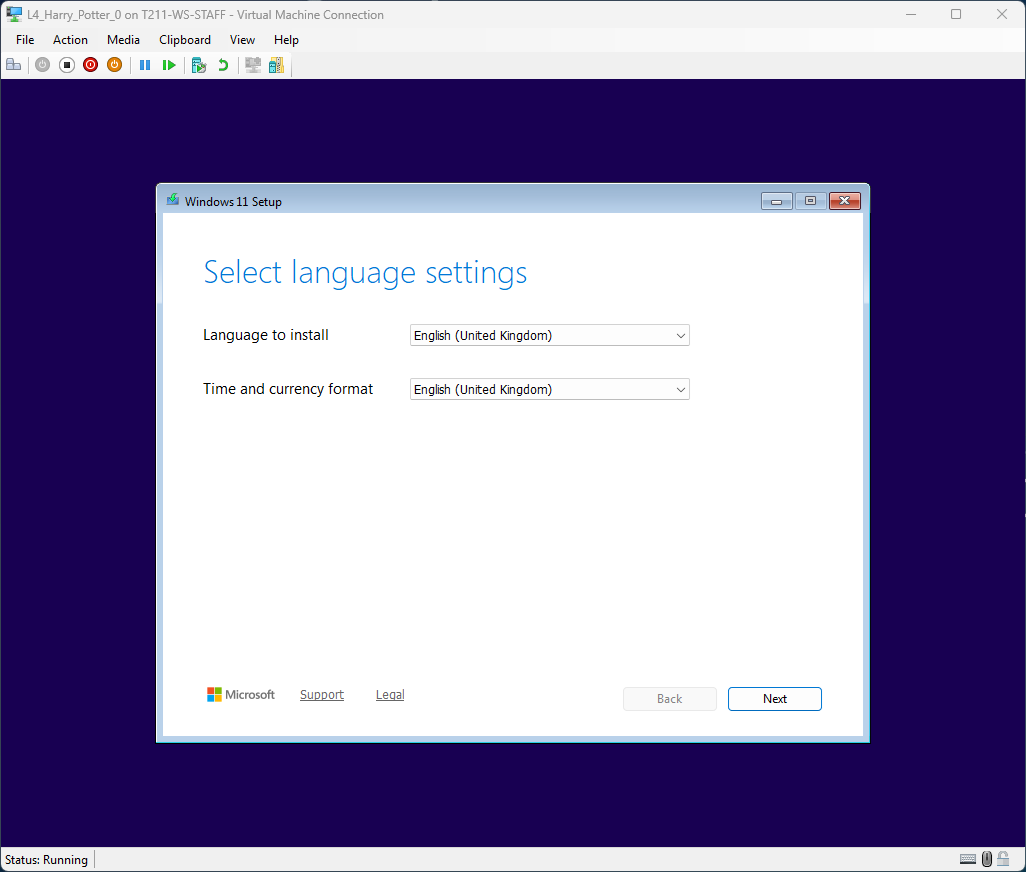 L4_Harry_Potter_0 on T211-WS-STAFF - Virtual Machine Connection
File Action Media Clipboard View Help
Windows 11 Setup
Select language settings
Language to install English (United Kingdom)
Time and currency format English (United Kingdom)
Microsoft Support Legal Back Next
Status: Running